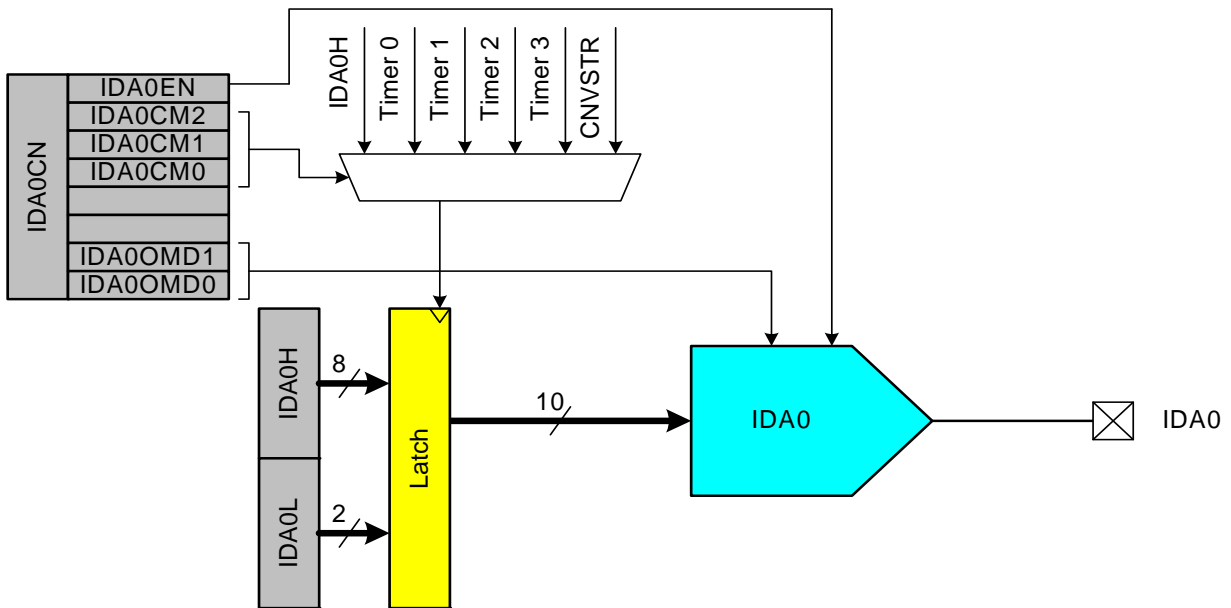 IDA0CN
IDA0EN
IDA0CM2
IDA0CM1
IDA0CM0
IDA0OMD1
IDA0OMD0
IDA0H
Timer 0
Timer 1
Timer 2
Timer 3
CNVSTR
IDA0H
8
IDA0L
2
Latch
10
IDA0
IDA0